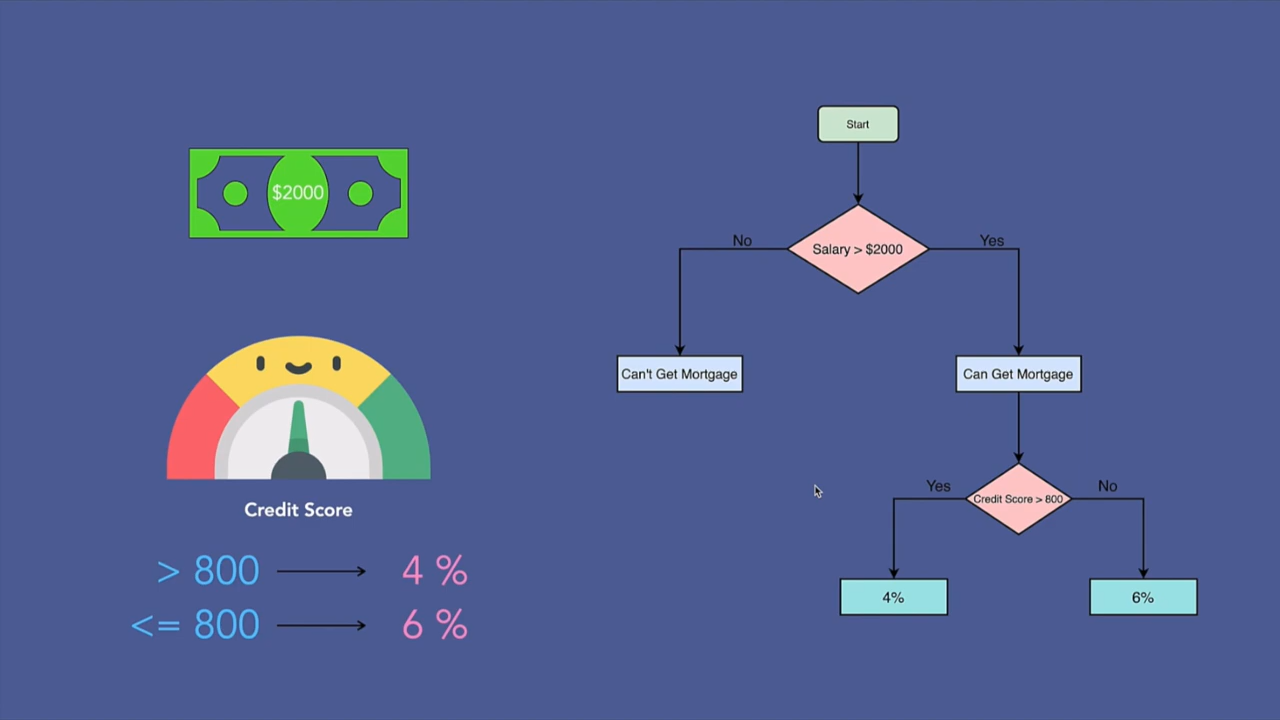 $2000
Credit Score
> 800 4 %
<= 800 6 %
Start
Salary > $2000
No
Yes
Can't Get Mortgage
Can Get Mortgage
Credit Score > 800
Yes
No
4%
6%